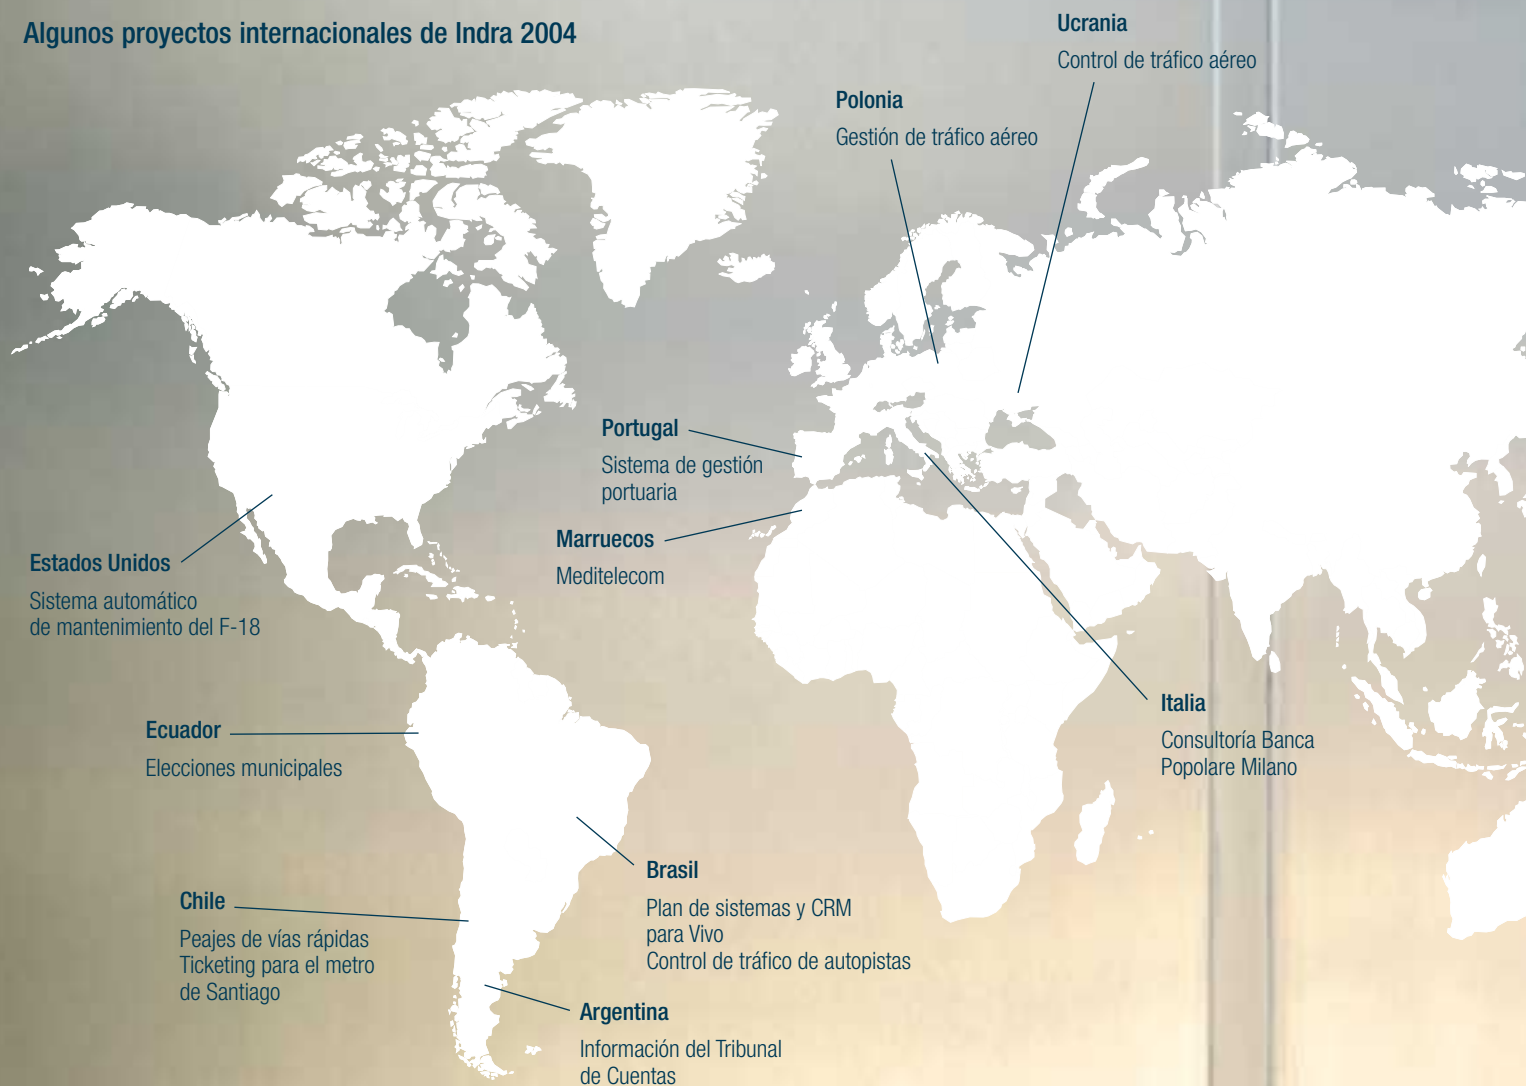 Algunos proyectos internacionales de Indra 2004
Ucrania
Control de tráfico aéreo
Polonia
Gestión de tráfico aéreo
Portugal
Sistema de gestión
portuaria
Marruecos
Meditelecom
Estados Unidos
Sistema automático
de mantenimiento del F-18
Italia
Consultoría Banca
Popolare Milano
Ecuador
Elecciones municipales
Brasil
Plan de sistemas y CRM
para Vivo
Control de tráfico de autopistas
Chile
Peajes de vías rápidas
Ticketing para el metro
de Santiago
Argentina
Información del Tribunal
de Cuentas